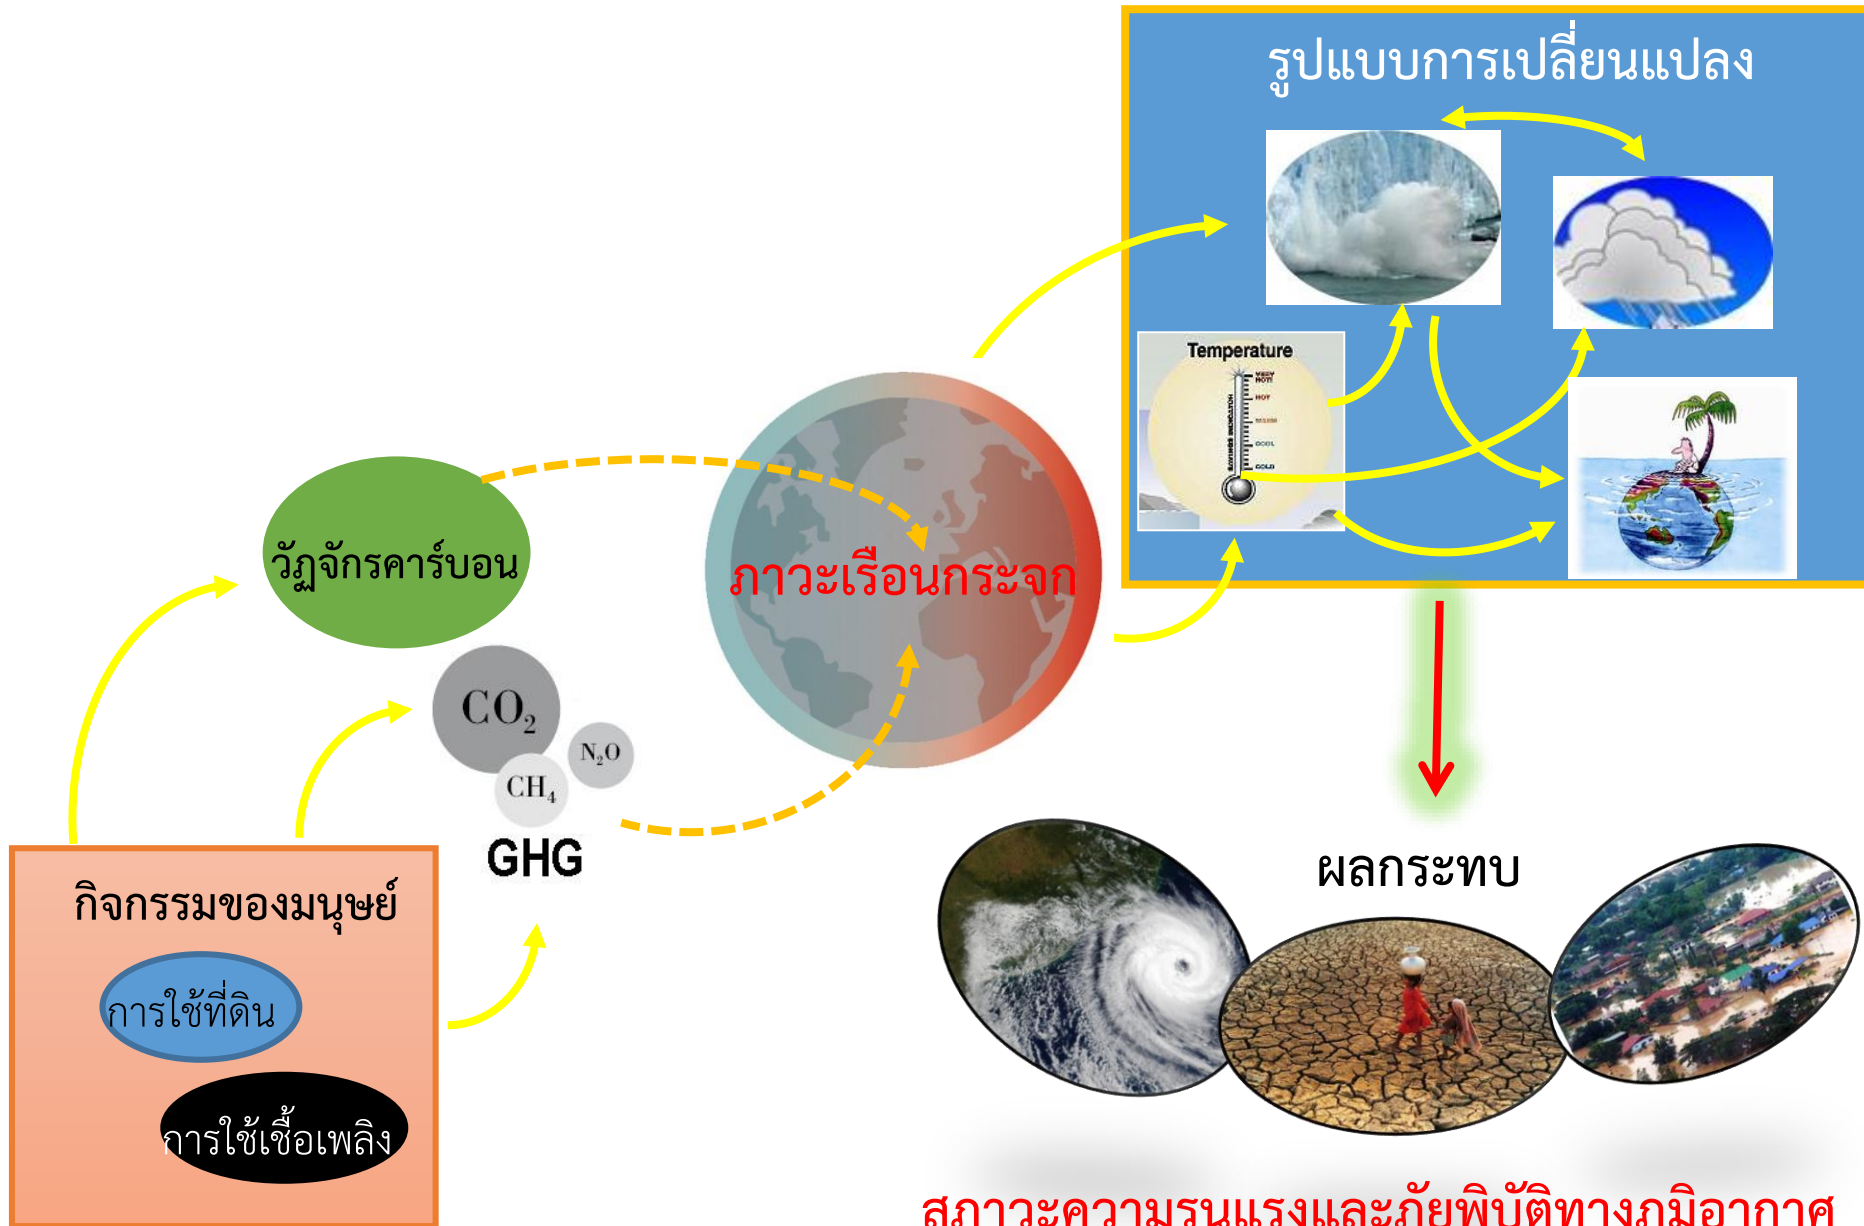 รูปแบบการเปลี่ยนแปลง
Temperature
VERY
HOT!
HOT
COOL
COLD
วัฏจักรคาร์บอน
ภาวะเรือนกระจก
CO₂
N₂O
CH₄
GHG
กิจกรรมของมนุษย์
การใช้ที่ดิน
การใช้เชื้อเพลิง
ผลกระทบ
สภาวะความรุนแรงและภัยพิบัติทางภูมิอากาศ